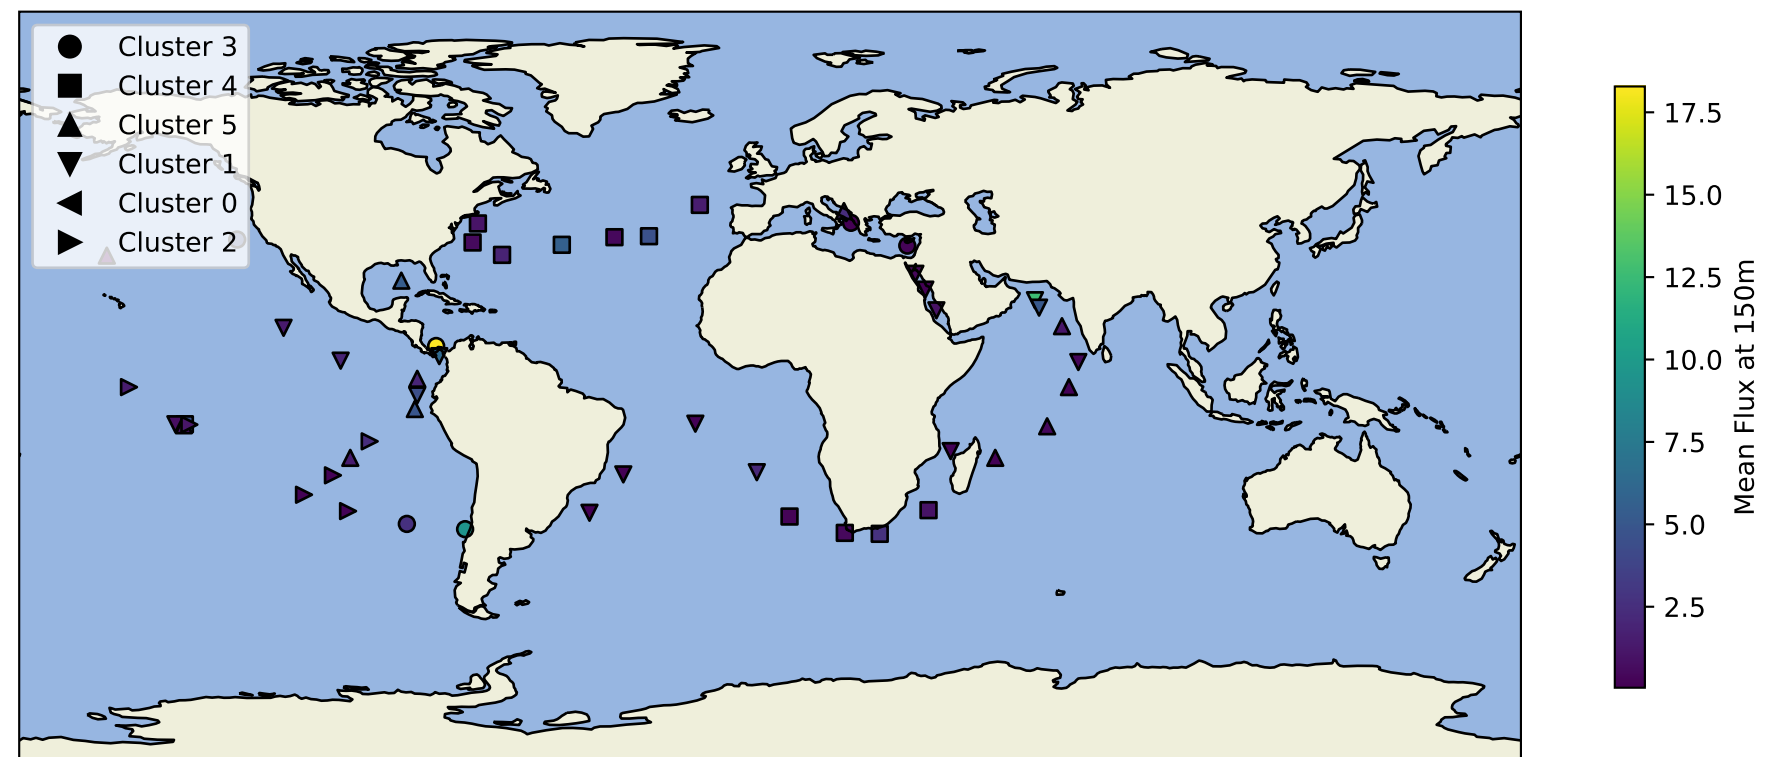 Cluster 3
Cluster 4
Cluster 5
Cluster 1
Cluster 0
Cluster 2
17.5
15.0
12.5
10.0
7.5
5.0
2.5
Mean Flux at 150m